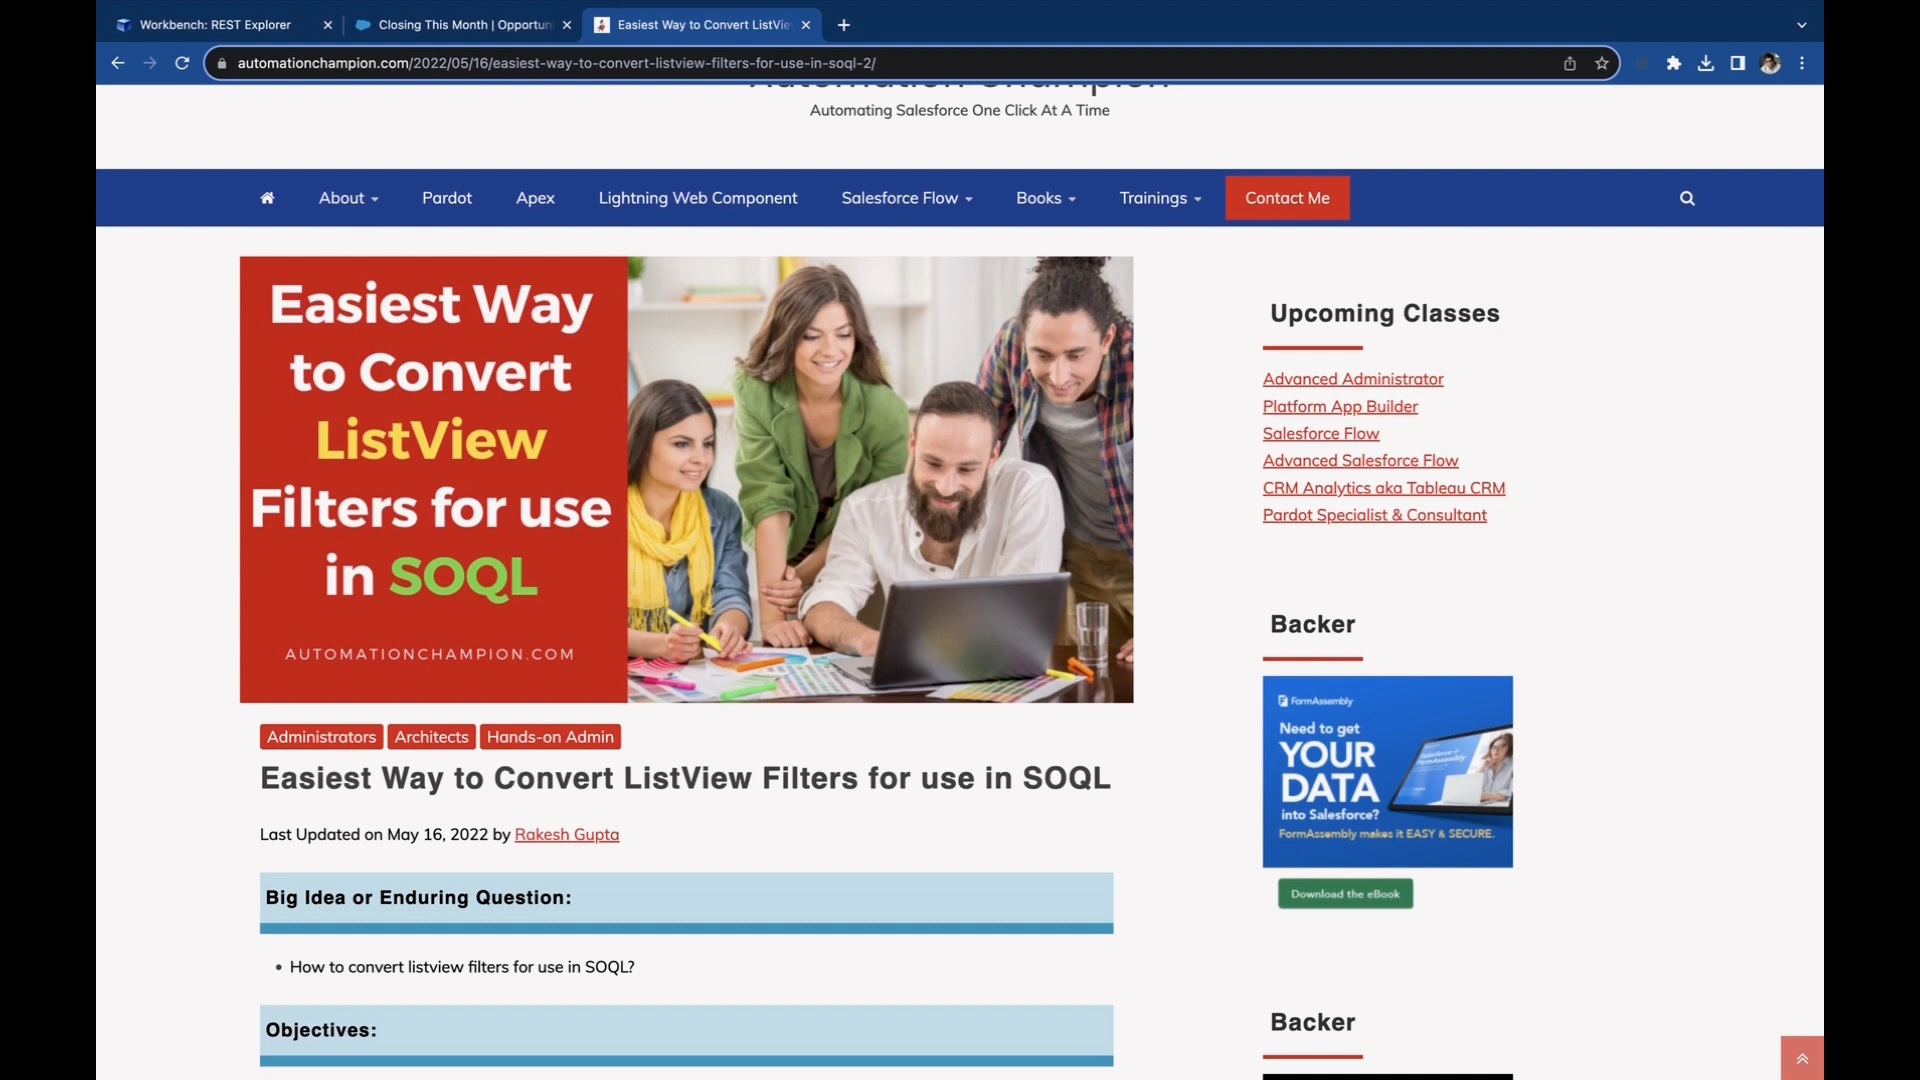 Workbench: REST Explorer
Closing This Month | Opportun
Easiest Way to Convert ListVie
automationchampion.com/2022/05/16/easiest-way-to-convert-listview-filters-for-use-in-soql-2/
Automation Champion
Automating Salesforce One Click At A Time
About Pardot Apex Lightning Web Component Salesforce Flow Books Trainings Contact Me
Easiest Way
to Convert
ListView
Filters for use
in SOQL
AUTOMATIONCHAMPION.COM
Administrators Architects Hands-on Admin
Easiest Way to Convert ListView Filters for use in SOQL
Last Updated on May 16, 2022 by Rakesh Gupta
Big Idea or Enduring Question:
• How to convert listview filters for use in SOQL?
Objectives:
Upcoming Classes
Advanced Administrator
Platform App Builder
Salesforce Flow
Advanced Salesforce Flow
CRM Analytics aka Tableau CRM
Pardot Specialist & Consultant
Backer
FormAssembly
Need to get
YOUR
DATA
into Salesforce?
FormAssembly makes it EASY & SECURE.
Download the eBook
Backer